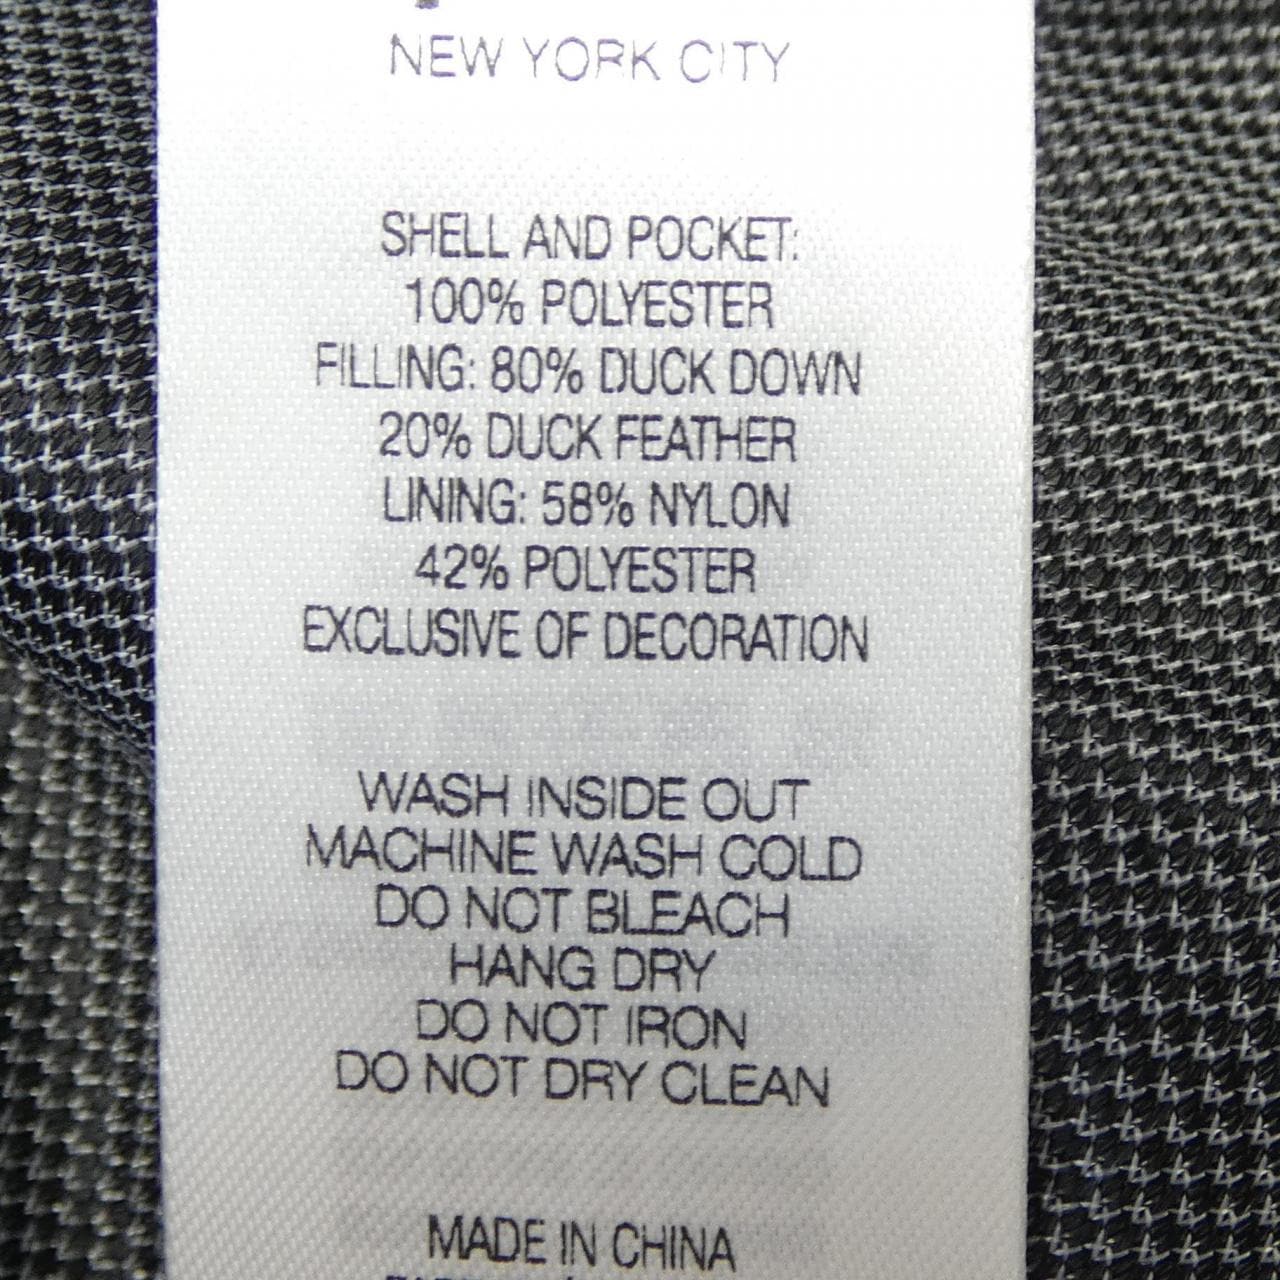 NEW YORK CITY
SHELL AND POCKET:
100% POLYESTER
FILLING: 80% DUCK DOWN
20% DUCK FEATHER
LINING: 58% NYLON
42% POLYESTER
EXCLUSIVE OF DECORATION
WASH INSIDE OUT
MACHINE WASH COLD
DO NOT BLEACH
HANG DRY
DO NOT IRON
DO NOT DRY CLEAN
MADE IN CHINA